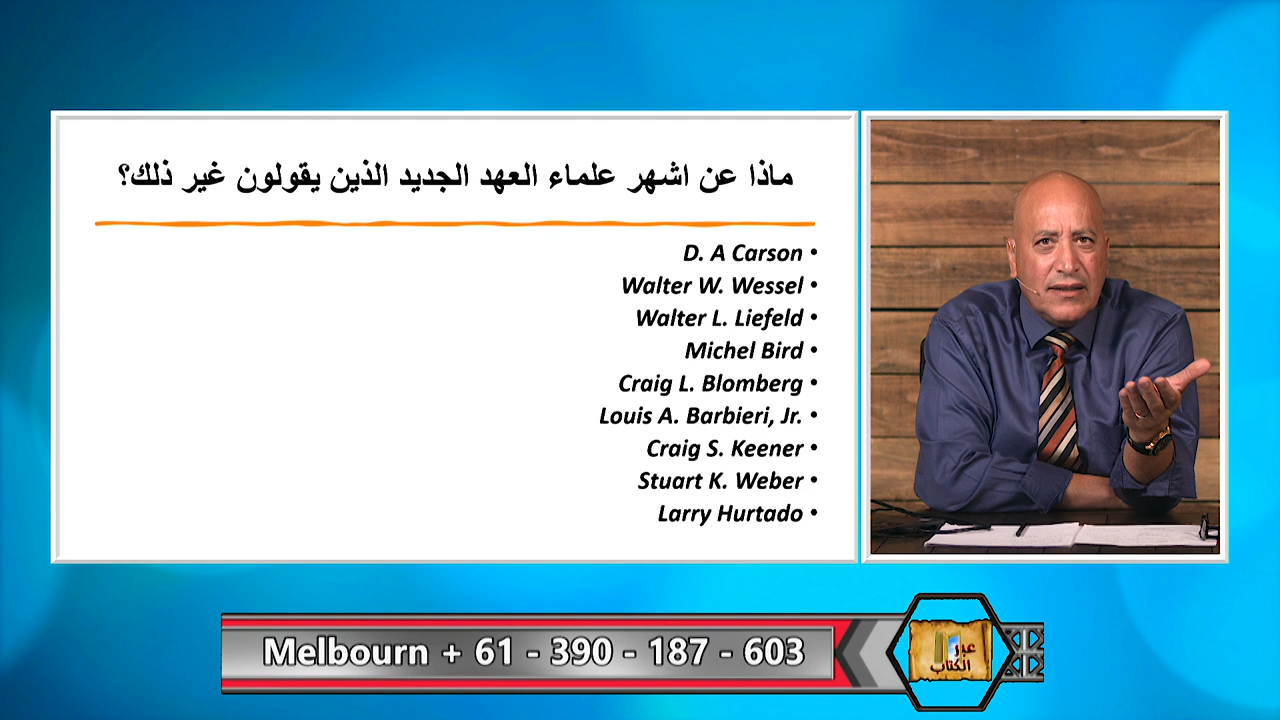 ماذا عن اشهر علماء العهد الجديد الذين يقولون غير ذلك؟
• D. A Carson
• Walter W. Wessel
• Walter L. Liefeld
• Michel Bird
• Craig L. Blomberg
• Louis A. Barbieri, Jr.
• Craig S. Keener
• Stuart K. Weber
• Larry Hurtado
Melbourn + 61 - 390 - 187 - 603
عبر
الكتاب